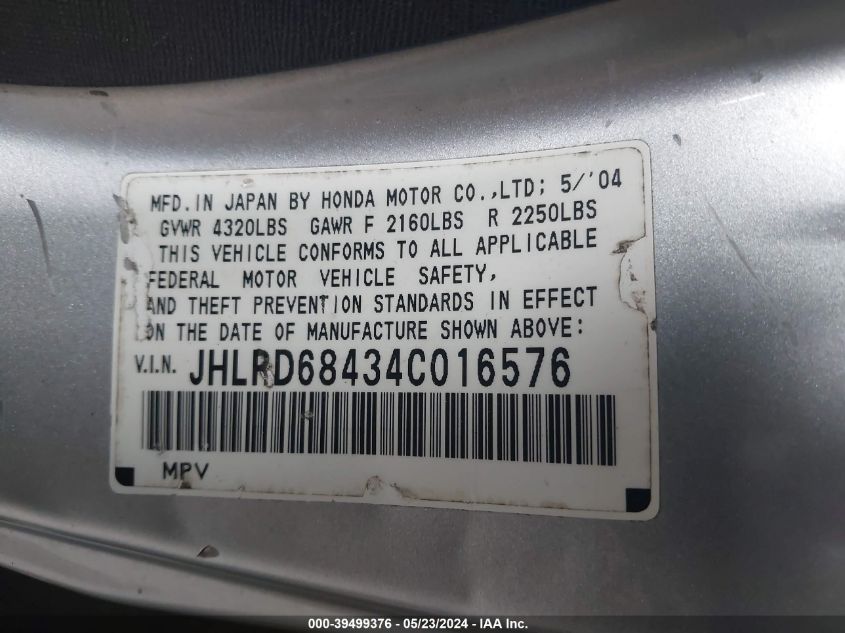 MFD.IN JAPAN BY HONDA MOTOR CO.,LTD; 5/'04
GVWR 4320LBS GAWR F 2160LBS R 2250LBS
THIS VEHICLE CONFORMS TO ALL APPLICABLE
FEDERAL MOTOR VEHICLE SAFETY,
AND THEFT PREVENTION STANDARDS IN EFFECT
ON THE DATE OF MANUFACTURE SHOWN ABOVE:
V.I.N. JHLRD68434C016576
MPV
000-39499376 - 05/23/2024 - IAA Inc.